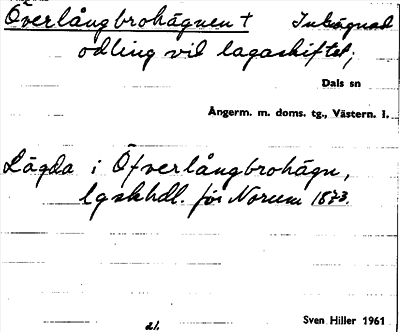 Överlångbrohägnen † Inhägnad
odling vid lagaskiftet;
Dals sn
Ångerm. m. doms. tg., Västern. l.
Lägda i Öfverlångbrohägn,
lgskhdl. för Norum 1873.
Sven Hiller 1961